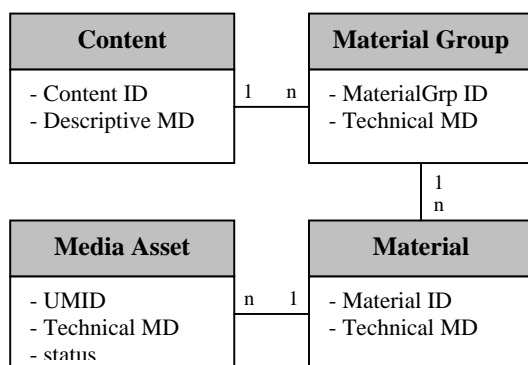 Content
- Content ID
- Descriptive MD
1 n
Material Group
- MaterialGrp ID
- Technical MD
1
n
Media Asset
- UMID
- Technical MD
- status
n 1
Material
- Material ID
- Technical MD